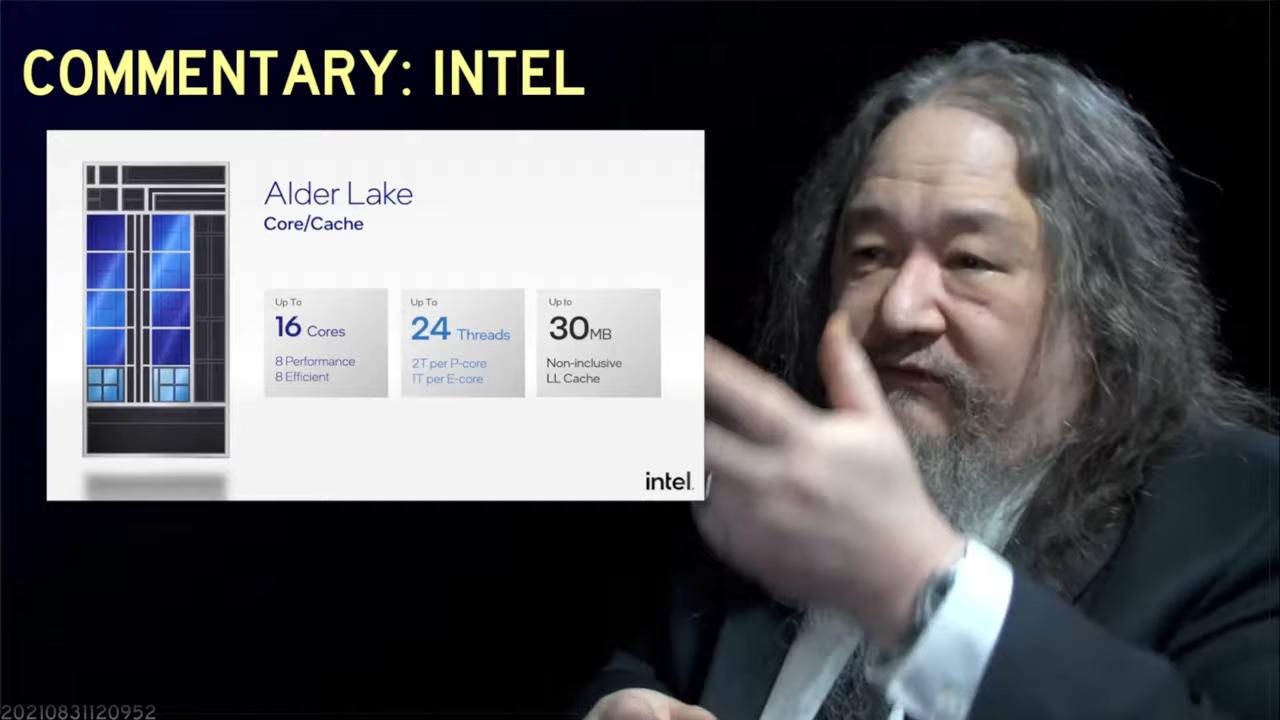 COMMENTARY: INTEL
Alder Lake
Core/Cache
Up To
16 Cores
8 Performance
8 Efficient
Up To
24 Threads
2T per P-core
1T per E-core
Up to
30MB
Non-inclusive
LL Cache
intel.
20210831120952